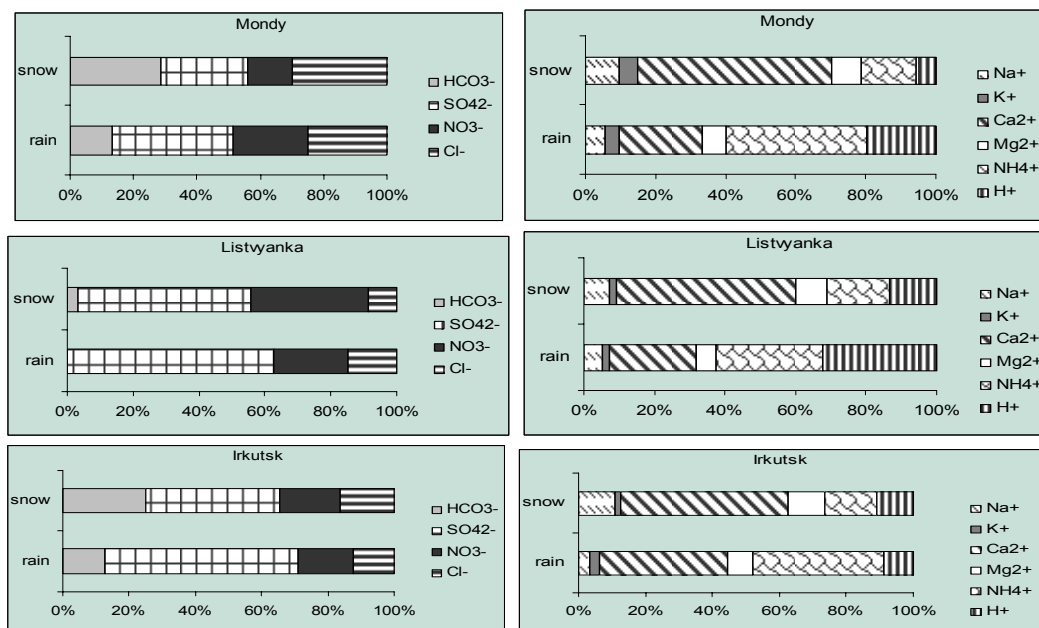 Mondy
snow
rain
0% 20% 40% 60% 80% 100%
HCO3-
SO42-
NO3-
Cl-
Mondy
snow
rain
0% 20% 40% 60% 80% 100%
Na+
K+
Ca2+
Mg2+
NH4+
H+
Listvyanka
snow
rain
0% 20% 40% 60% 80% 100%
HCO3-
SO42-
NO3-
Cl-
Listvyanka
snow
rain
0% 20% 40% 60% 80% 100%
Na+
K+
Ca2+
Mg2+
NH4+
H+
Irkutsk
snow
rain
0% 20% 40% 60% 80% 100%
HCO3-
SO42-
NO3-
Cl-
Irkutsk
snow
rain
0% 20% 40% 60% 80% 100%
Na+
K+
Ca2+
Mg2+
NH4+
H+